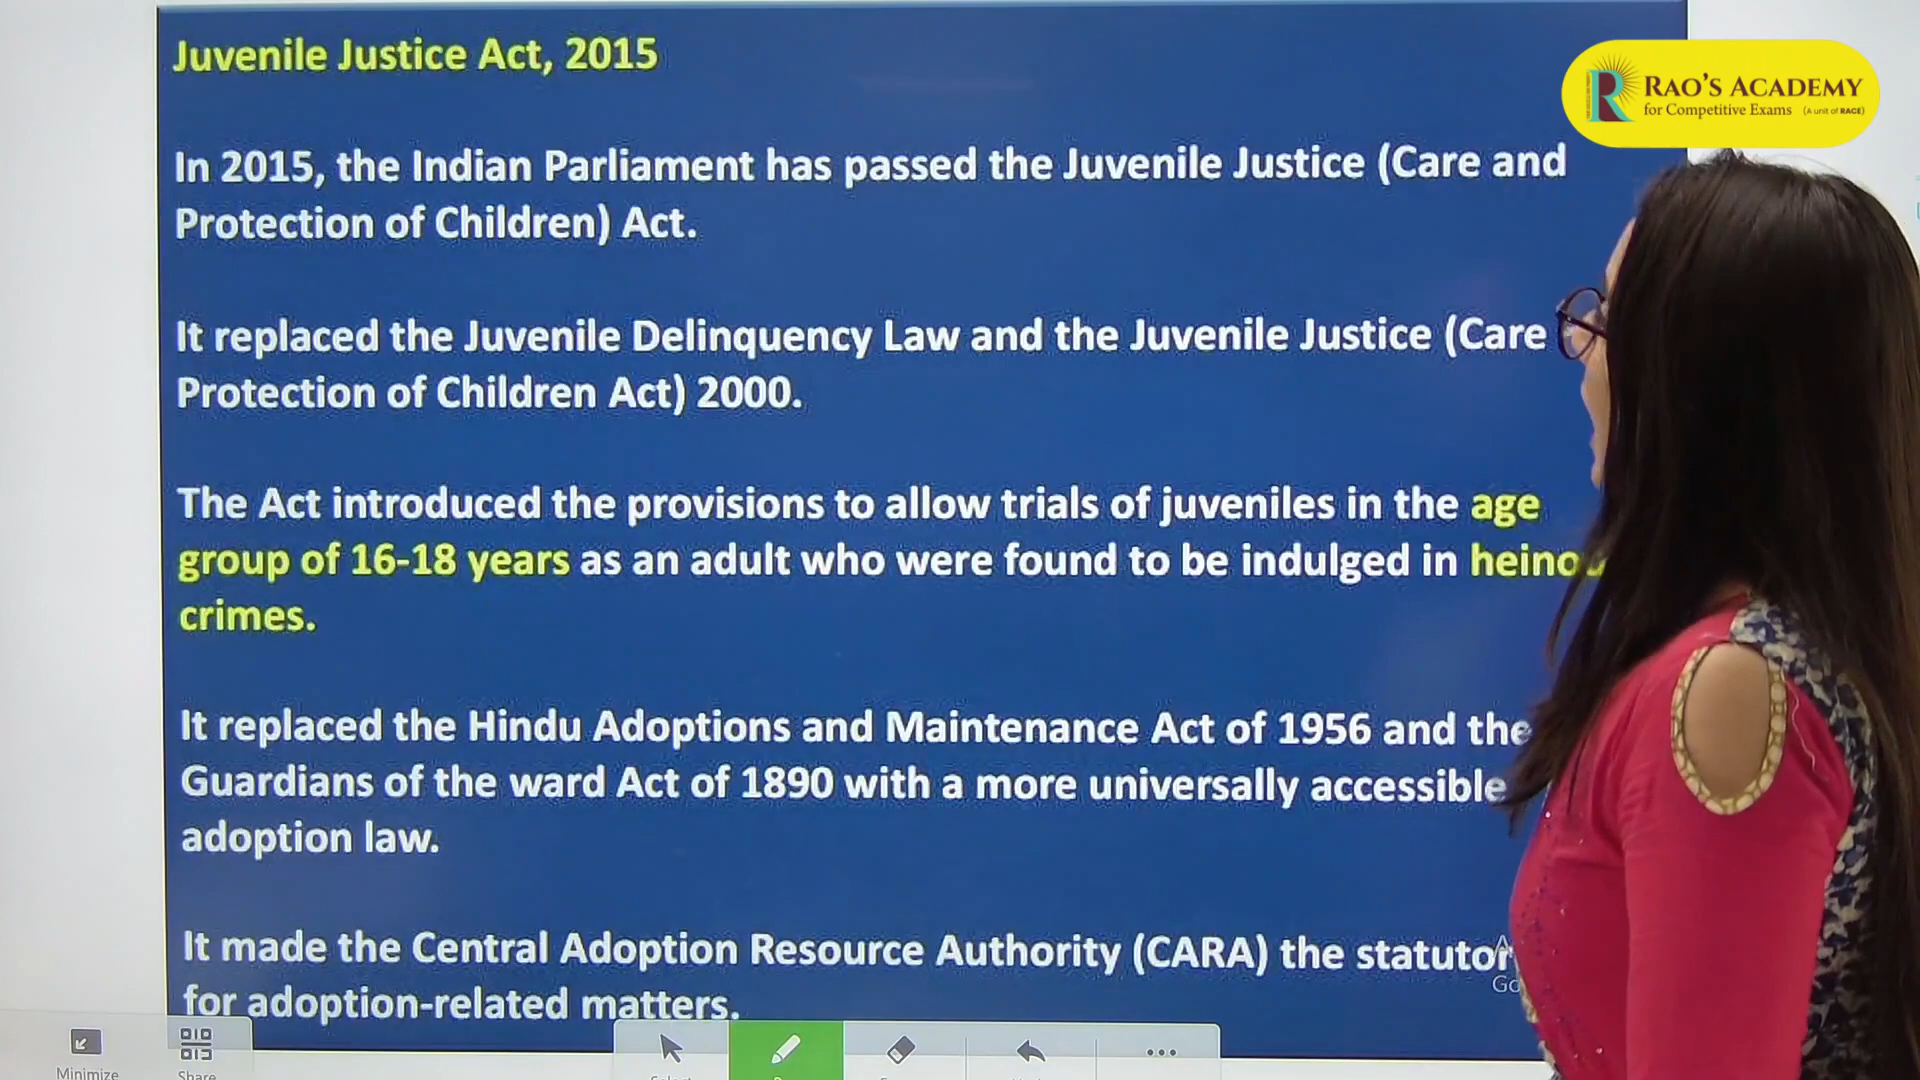 Juvenile Justice Act, 2015
RAO'S ACADEMY
for Competitive Exams (A unit of RACE)
In 2015, the Indian Parliament has passed the Juvenile Justice (Care and
Protection of Children) Act.
It replaced the Juvenile Delinquency Law and the Juvenile Justice (Care
Protection of Children Act) 2000.
The Act introduced the provisions to allow trials of juveniles in the age
group of 16-18 years as an adult who were found to be indulged in
crimes.
It replaced the Hindu Adoptions and Maintenance Act of 1956 and the
Guardians of the ward Act of 1890 with a more universally accessible
adoption law.
It made the Central Adoption Resource Authority (CARA) the
for adoption-related matters.
Minimize
Share